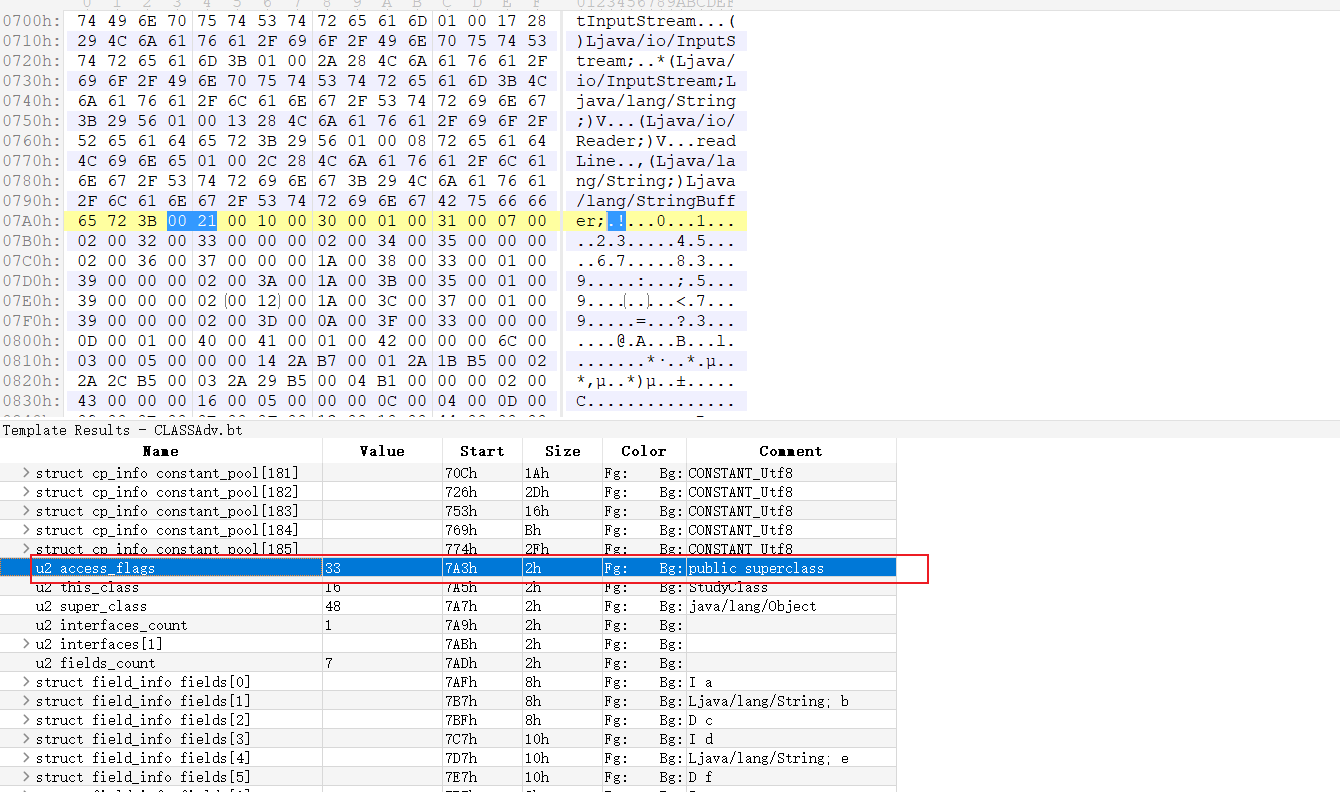 0 1 2 3 4 5 6 7 8 9 A B C D E F 0123456789ABCDEF
0700h: 74 49 6E 70 75 74 53 74 72 65 61 6D 01 00 17 28 tInputStream...(
0710h: 29 4C 6A 61 76 61 2F 69 6F 2F 49 6E 70 75 74 53 )Ljava/io/InputS
0720h: 74 72 65 61 6D 3B 01 00 2A 28 4C 6A 61 76 61 2F tream;..*(Ljava/
0730h: 69 6F 2F 49 6E 70 75 74 53 74 72 65 61 6D 3B 4C io/InputStream;L
0740h: 6A 61 76 61 2F 6C 61 6E 67 2F 53 74 72 69 6E 67 java/lang/String
0750h: 3B 29 56 01 00 13 28 4C 6A 61 76 61 2F 69 6F 2F ;)V...(Ljava/io/
0760h: 52 65 61 64 65 72 3B 29 56 01 00 08 72 65 61 64 Reader;)V...read
0770h: 4C 69 6E 65 01 00 2C 28 4C 6A 61 76 61 2F 6C 61 Line..,(Ljava/la
0780h: 6E 67 2F 53 74 72 69 6E 67 3B 29 4C 6A 61 76 61 ng/String;)Ljava
0790h: 2F 6C 61 6E 67 2F 53 74 72 69 6E 67 42 75 66 66 /lang/StringBuff
07A0h: 65 72 3B 00 21 00 10 00 30 00 01 00 31 00 07 00 er;.!...0...1...
07B0h: 02 00 32 00 33 00 00 00 02 00 34 00 35 00 00 00 ..2.3.....4.5...
07C0h: 02 00 36 00 37 00 00 00 1A 00 38 00 33 00 01 00 ..6.7.....8.3...
07D0h: 39 00 00 00 02 00 3A 00 1A 00 3B 00 35 00 01 00 9.....:...;.5...
07E0h: 39 00 00 00 02 00 12 00 1A 00 3C 00 37 00 01 00 9.........<.7...
07F0h: 39 00 00 00 02 00 3D 00 0A 00 3F 00 33 00 00 00 9.....=...?.3...
0800h: 0D 00 01 00 40 00 41 00 01 00 42 00 00 00 6C 00 ....@.A...B...l.
0810h: 03 00 05 00 00 00 14 2A B7 00 01 2A 1B B5 00 02 .......*·..*.µ..
0820h: 2A 2C B5 00 03 2A 29 B5 00 04 B1 00 00 00 02 00 *,µ..*)µ..±.....
0830h: 43 00 00 00 16 00 05 00 00 00 0C 00 04 00 0D 00 C...............
Template Results - CLASSAdv.bt
Name Value Start Size Color Comment
struct cp_info constant_pool[181] 70Ch 1Ah Fg: Bg: CONSTANT_Utf8
struct cp_info constant_pool[182] 726h 2Dh Fg: Bg: CONSTANT_Utf8
struct cp_info constant_pool[183] 753h 16h Fg: Bg: CONSTANT_Utf8
struct cp_info constant_pool[184] 769h Bh Fg: Bg: CONSTANT_Utf8
struct cp_info constant_pool[185] 774h 2Fh Fg: Bg: CONSTANT_Utf8
u2 access_flags 33 7A3h 2h Fg: Bg: public superclass
u2 this_class 16 7A5h 2h Fg: Bg: StudyClass
u2 super_class 48 7A7h 2h Fg: Bg: java/lang/Object
u2 interfaces_count 1 7A9h 2h Fg: Bg:
u2 interfaces[1] 7ABh 2h Fg: Bg:
u2 fields_count 7 7ADh 2h Fg: Bg:
struct field_info fields[0] 7AFh 8h Fg: Bg: I a
struct field_info fields[1] 7B7h 8h Fg: Bg: Ljava/lang/String; b
struct field_info fields[2] 7BFh 8h Fg: Bg: D c
struct field_info fields[3] 7C7h 10h Fg: Bg: I d
struct field_info fields[4] 7D7h 10h Fg: Bg: Ljava/lang/String; e
struct field_info fields[5] 7E7h 10h Fg: Bg: D f